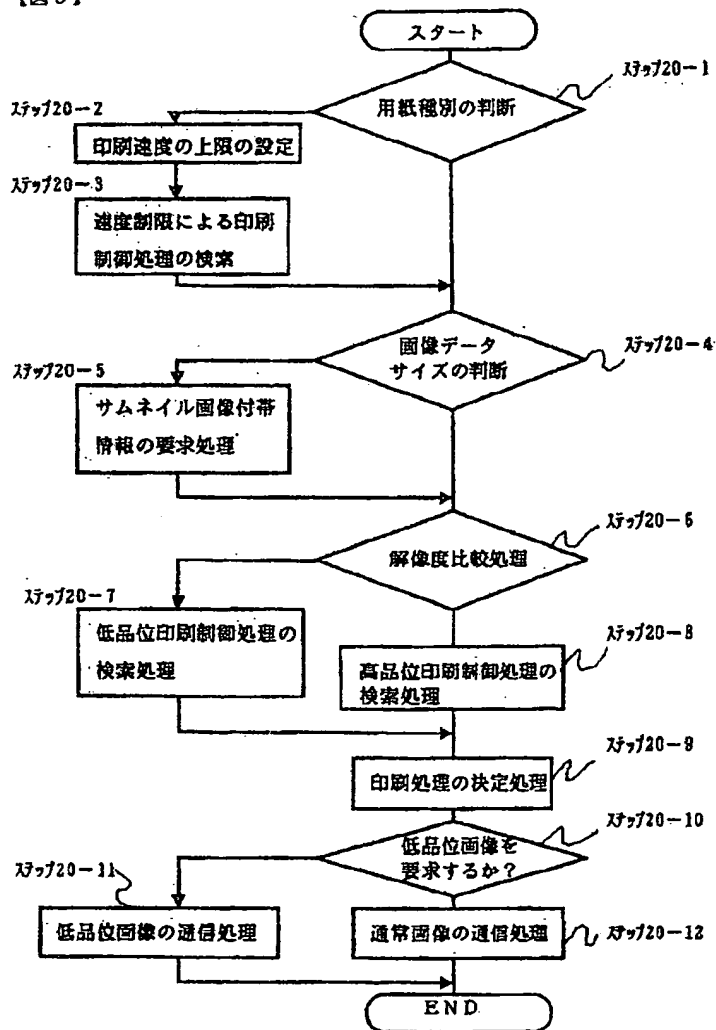 スタート
ステップ20-1
用紙種別の判断
ステップ20-2
印刷速度の上限の設定
ステップ20-3
速度制限による印刷
制御処理の検索
画像データ
サイズの判断
ステップ20-4
ステップ20-5
サムネイル画像付帯
情報の要求処理
ステップ20-6
解像度比較処理
ステップ20-7
低品位印刷制御処理の
検索処理
ステップ20-8
高品位印刷制御処理の
検索処理
ステップ20-9
印刷処理の決定処理
ステップ20-10
低品位画像を
要求するか?
ステップ20-11
低品位画像の通信処理
通常画像の通信処理
ステップ20-12
END